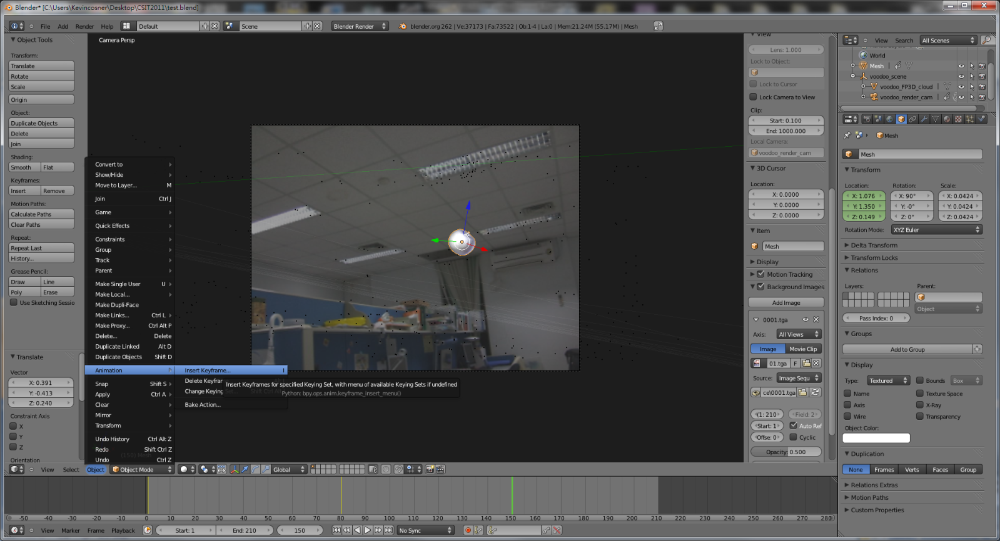 Blender* [C:\Users\Kevincosner\Desktop\CSIT2011\test.blend]
File Add Render Help Default Scene Blender Render blender.org 262 | Ve:37173 | Fa:73522 | Ob:1-4 | La:0 | Mem:21.24M (55.17M) | Mesh
Object Tools
Transform:
Translate
Rotate
Scale
Origin
Object:
Duplicate Objects
Delete
Join
Shading:
Smooth Flat
Keyframes:
Insert Remove
Motion Paths:
Calculate Paths
Clear Paths
Repeat:
Repeat Last
History...
Grease Pencil:
Draw Line
Poly Erase
Use Sketching Sessio
Translate
Vector
X: 0.391
Y: -0.413
Z: 0.240
Constraint Axis
X
Y
Z
Orientation
Camera Persp
Convert to
Show/Hide
Move to Layer... M
Join Ctrl J
Game
Quick Effects
Constraints
Group
Track
Parent
Make Single User U
Make Local...
Make Dupli-Face
Make Links... Ctrl L
Make Proxy... Ctrl Alt P
Delete... Delete
Duplicate Linked Alt D
Duplicate Objects Shift D
Animation
Snap Shift S
Apply Ctrl A
Clear
Mirror
Transform
Undo History Ctrl Alt Z
Redo Shift Ctrl Z
(150) Mesh
Undo Ctrl Z
Insert Keyframe... I
Delete Keyfrar
Change Keying
Bake Action...
Insert Keyframes for specified Keying Set, with menu of available Keying Sets if undefined
Python: bpy.ops.anim.keyframe_insert_menu()
View Select Object Object Mode Global
View
Lens: 1.000
Lock to Object:
Lock to Cursor
Lock Camera to View
Clip:
Start: 0.100
End: 1000.000
Local Camera:
voodoo_render_cam
3D Cursor
Location:
X: 0.0000
Y: 0.0000
Z: 0.0000
Item
Mesh
Display
Motion Tracking
Background Images
Add Image
0001.tga
Axis: All Views
Image Movie Clip
01.tga F
Source: Image Sequ
ce\0001.tga
(1: 210 Field: 2
Start: 1 Auto Ref
Offse: 0 Cyclic
Opacity: 0.500
View Search All Scenes
World
Mesh
voodoo_scene
voodoo_FP3D_cloud
voodoo_render_cam
Mesh
Mesh
Transform
Location: Rotation: Scale:
X: 1.076 X: 90° X: 0.0424
Y: 1.350 Y: -0° Y: 0.0424
Z: 0.149 Z: 0° Z: 0.0424
Rotation Mode: XYZ Euler
Delta Transform
Transform Locks
Relations
Layers: Parent:
Object
Pass Index: 0
Groups
Add to Group
Display
Type: Textured Bounds Box
Name Texture Space
Axis X-Ray
Wire Transparency
Object Color:
Duplication
None Frames Verts Faces Group
Relations Extras
Motion Paths
Custom Properties
-50 -40 -30 -20 -10 0 10 20 30 40 50 60 70 80 90 100 110 120 130 140 150 160 170 180 190 200 210 220 230 240 250 260 270 280
View Marker Frame Playback Start: 1 End: 210 150 No Sync